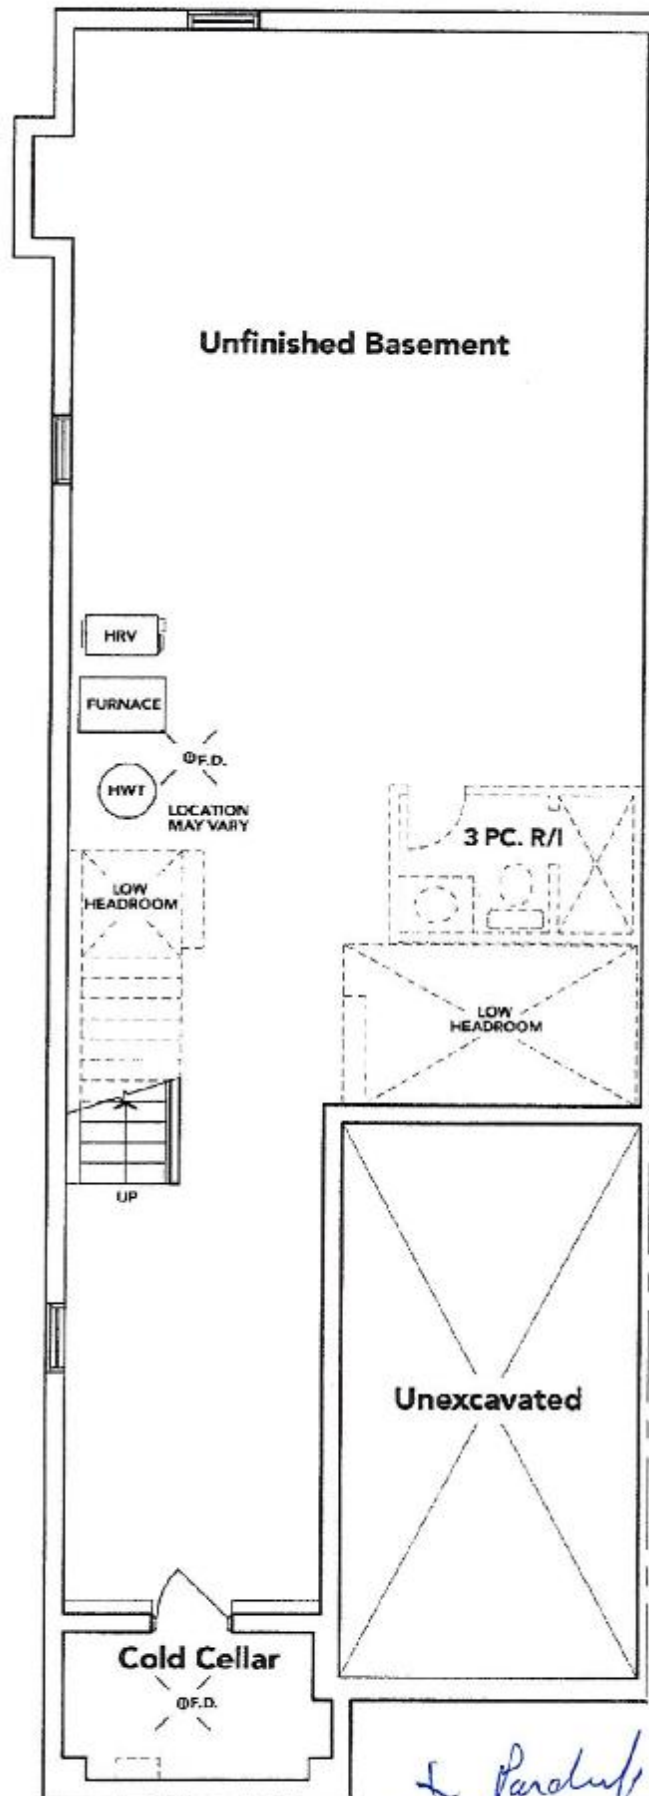 Unfinished Basement
HRV
FURNACE
F.D.
HWT
LOCATION
MAY VARY
3 PC. R/I
LOW
HEADROOM
LOW
HEADROOM
UP
Unexcavated
Cold Cellar
F.D.